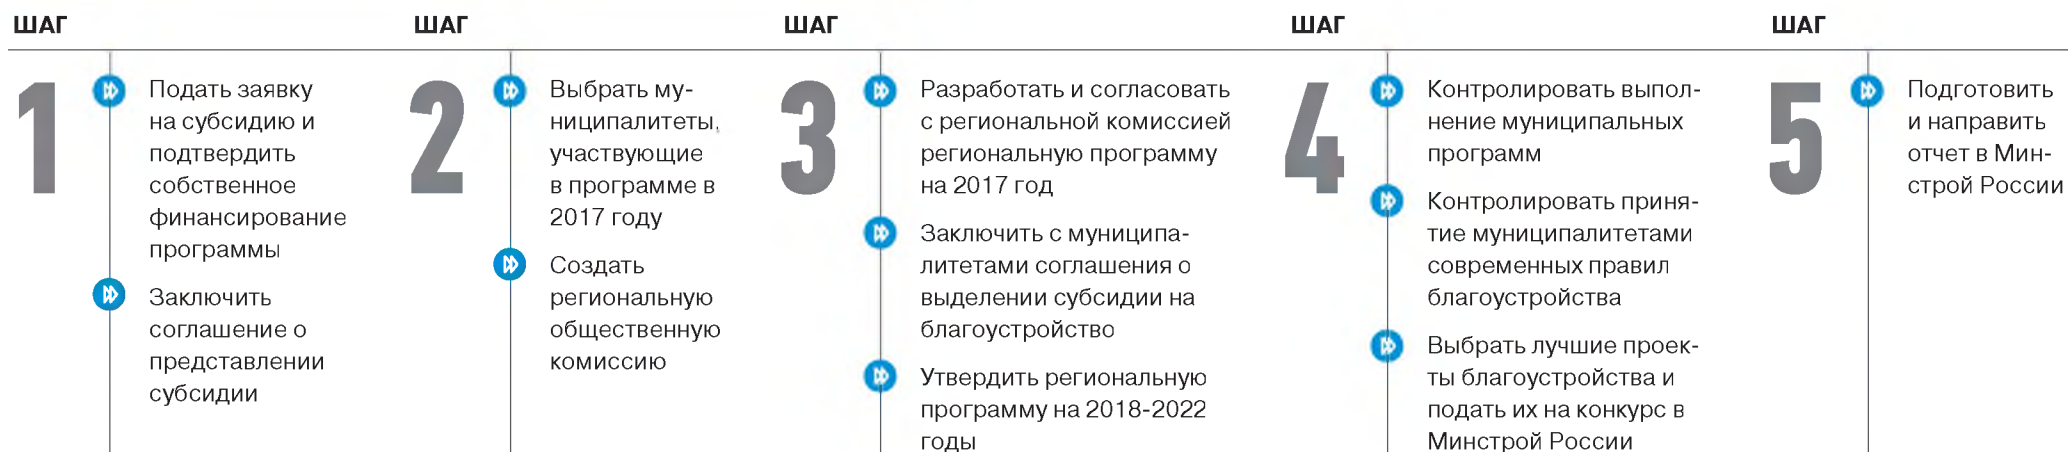 ШАГ
1
Подать заявку
на субсидию и
подтвердить
собственное
финансирование
программы
Заключить
соглашение о
представлении
субсидии
ШАГ
2
Выбрать му-
ниципалитеты,
участвующие
в программе в
2017 году
Создать
региональную
общественную
комиссию
ШАГ
3
Разработать и согласовать
с региональной комиссией
региональную программу
на 2017 год
Заключить с муниципа-
литетами соглашения о
выделении субсидии на
благоустройство
Утвердить региональную
программу на 2018-2022
годы
ШАГ
4
Контролировать выпол-
нение муниципальных
программ
Контролировать приня-
тие муниципалитетами
современных правил
благоустройства
Выбрать лучшие проек-
ты благоустройства и
подать их на конкурс в
Минстрой России
ШАГ
5
Подготовить
и направить
отчет в Мин-
строй России